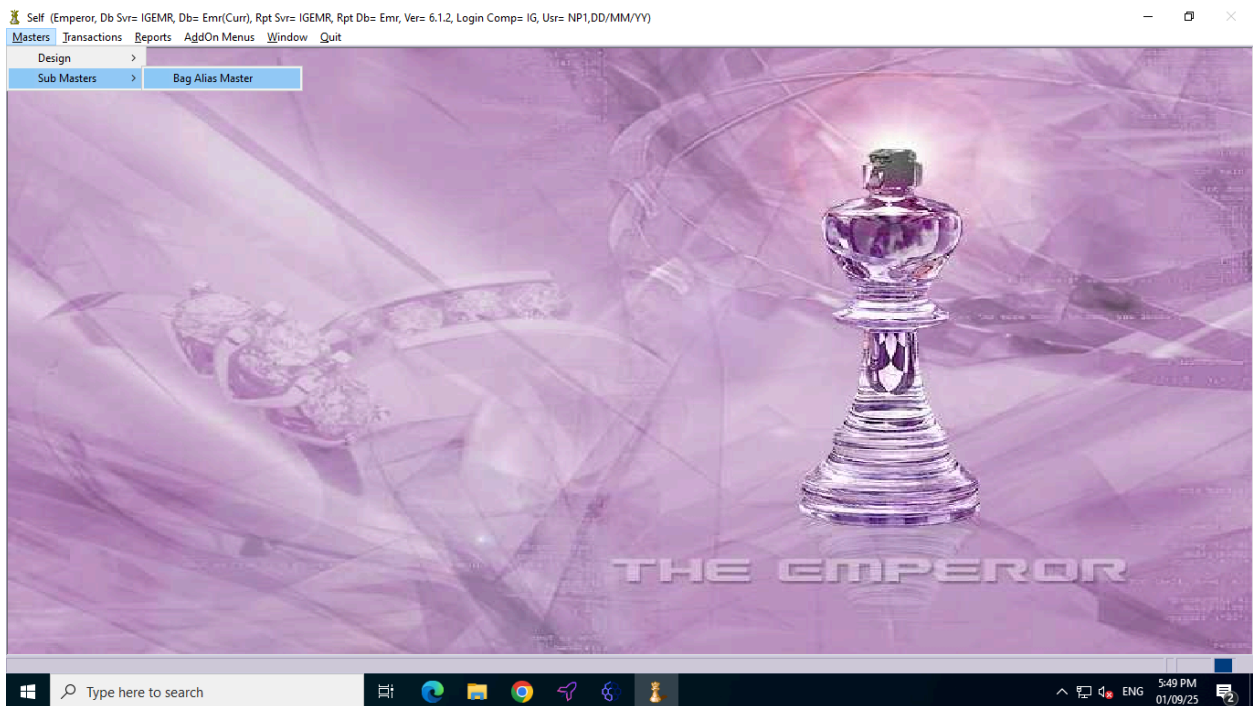 Self (Emperor, Db Svr= IGEMR, Db= Emr(Curr), Rpt Svr= IGEMR, Rpt Db= Emr, Ver= 6.1.2, Login Comp= IG, Usr= NP1,DD/MM/YY)
Masters Transactions Reports AddOn Menus Window Quit
Design >
Sub Masters > Bag Alias Master
THE EMPEROR
Type here to search
ENG
5:49 PM
01/09/25
2